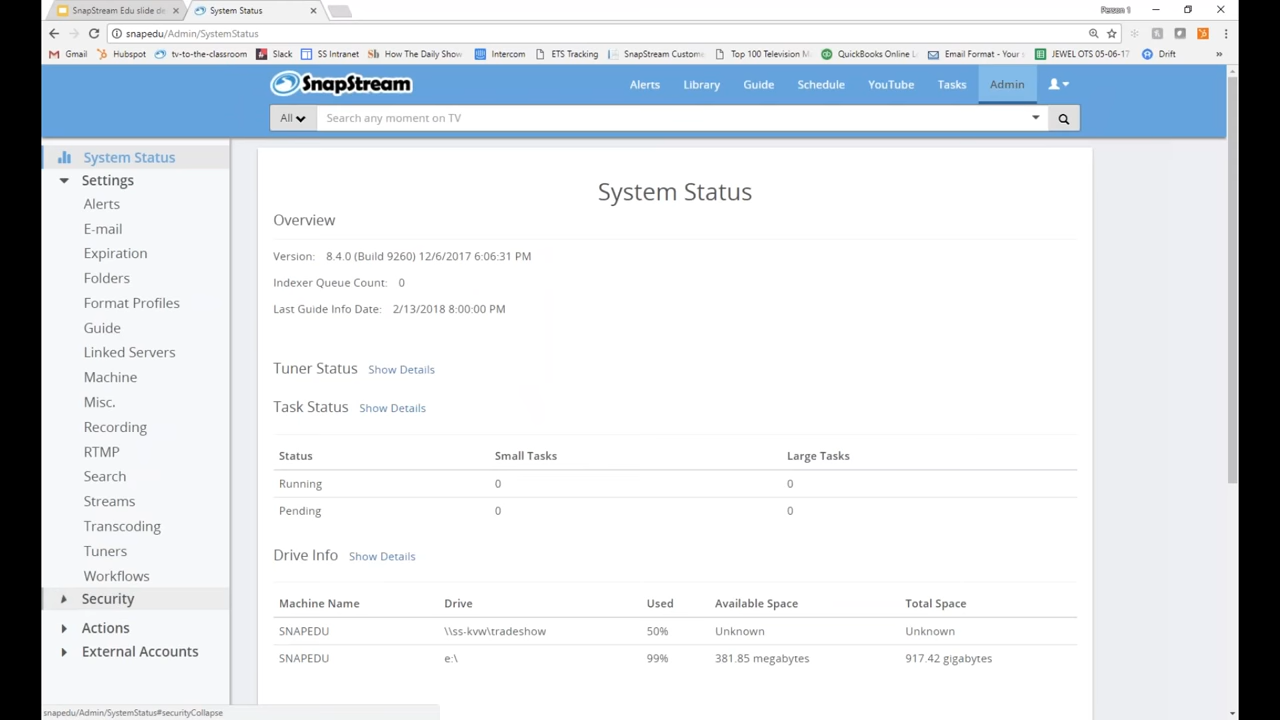 SnapStream Edu slide de
System Status
Person 1
snapedu/Admin/SystemStatus
Gmail Hubspot tv-to-the-classroom Slack SS Intranet How The Daily Show Intercom ETS Tracking SnapStream Custome Top 100 Television M QuickBooks Online L Email Format - Your JEWEL OTS 05-06-17 Drift »
SnapStream
Alerts Library Guide Schedule YouTube Tasks Admin
All Search any moment on TV
System Status
Settings
Alerts
E-mail
Expiration
Folders
Format Profiles
Guide
Linked Servers
Machine
Misc.
Recording
RTMP
Search
Streams
Transcoding
Tuners
Workflows
Security
Actions
External Accounts
System Status
Overview
Version: 8.4.0 (Build 9260) 12/6/2017 6:06:31 PM
Indexer Queue Count: 0
Last Guide Info Date: 2/13/2018 8:00:00 PM
Tuner Status Show Details
Task Status Show Details
Status Small Tasks Large Tasks
Running 0 0
Pending 0 0
Drive Info Show Details
Machine Name Drive Used Available Space Total Space
SNAPEDU \\ss-kvw\tradeshow 50% Unknown Unknown
SNAPEDU e:\ 99% 381.85 megabytes 917.42 gigabytes
snapedu/Admin/SystemStatus#securityCollapse